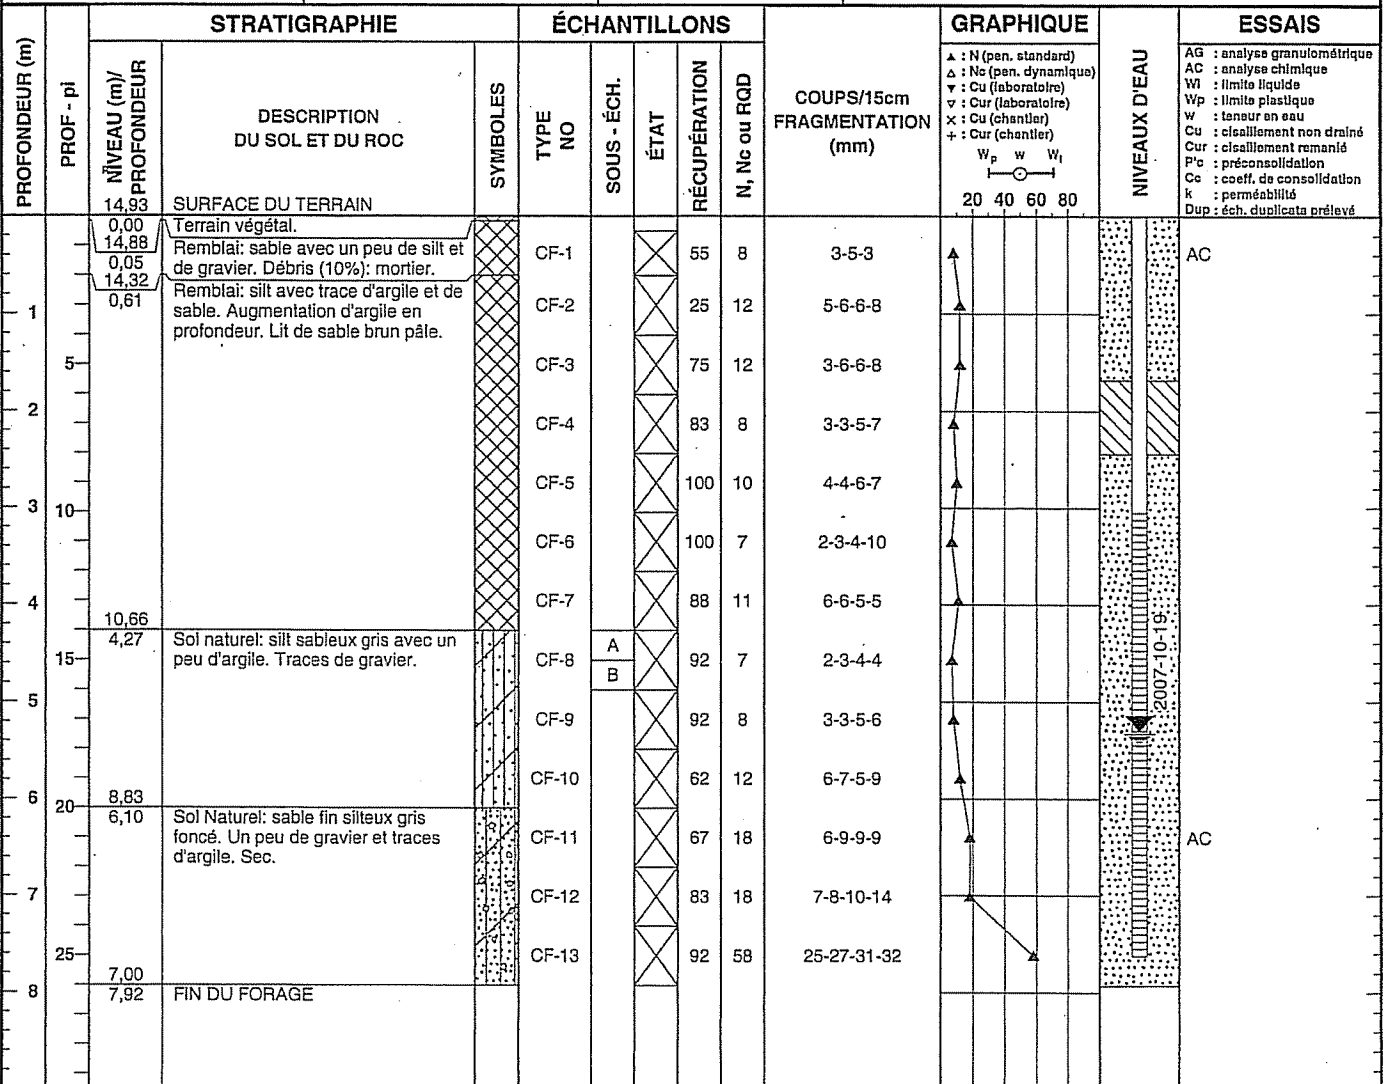 STRATIGRAPHIE
ÉCHANTILLONS
GRAPHIQUE
ESSAIS
PROFONDEUR (m)
PROF - pi
NIVEAU (m)/
PROFONDEUR
DESCRIPTION
DU SOL ET DU ROC
SYMBOLES
TYPE
NO
SOUS - ÉCH.
ÉTAT
RÉCUPÉRATION
N, Nc ou RQD
COUPS/15cm
FRAGMENTATION
(mm)
▲ : N (pen. standard)
△ : Nc (pen. dynamique)
▼ : Cu (laboratoire)
▽ : Cur (laboratoire)
× : Cu (chantier)
+ : Cur (chantier)
Wp w Wl
20 40 60 80
NIVEAUX D'EAU
AG : analyse granulométrique
AC : analyse chimique
Wl : limite liquide
Wp : limite plastique
w : teneur en eau
Cu : cisaillement non drainé
Cur : cisaillement remanié
P'c : préconsolidation
Cc : coeff. de consolidation
k : perméabilité
Dup : éch. duplicata prélevé
14,93 SURFACE DU TERRAIN
0,00 Terrain végétal.
14,88 Remblai: sable avec un peu de silt et
0,05 de gravier. Débris (10%): mortier.
CF-1 55 8 3-5-3 AC
14,32
0,61 Remblai: silt avec trace d'argile et de
sable. Augmentation d'argile en
profondeur. Lit de sable brun pâle.
1 CF-2 25 12 5-6-6-8
5 CF-3 75 12 3-6-6-8
2 CF-4 83 8 3-3-5-7
CF-5 100 10 4-4-6-7
3 10
CF-6 100 7 2-3-4-10
4 CF-7 88 11 6-6-5-5
10,66
4,27 Sol naturel: silt sableux gris avec un
peu d'argile. Traces de gravier.
15 CF-8 A B 92 7 2-3-4-4
2007-10-19
5 CF-9 92 8 3-3-5-6
CF-10 62 12 6-7-5-9
6 8,83
20
6,10 Sol Naturel: sable fin silteux gris
foncé. Un peu de gravier et traces
d'argile. Sec.
CF-11 67 18 6-9-9-9 AC
7 CF-12 83 18 7-8-10-14
25 CF-13 92 58 25-27-31-32
7,00
8 7,92 FIN DU FORAGE